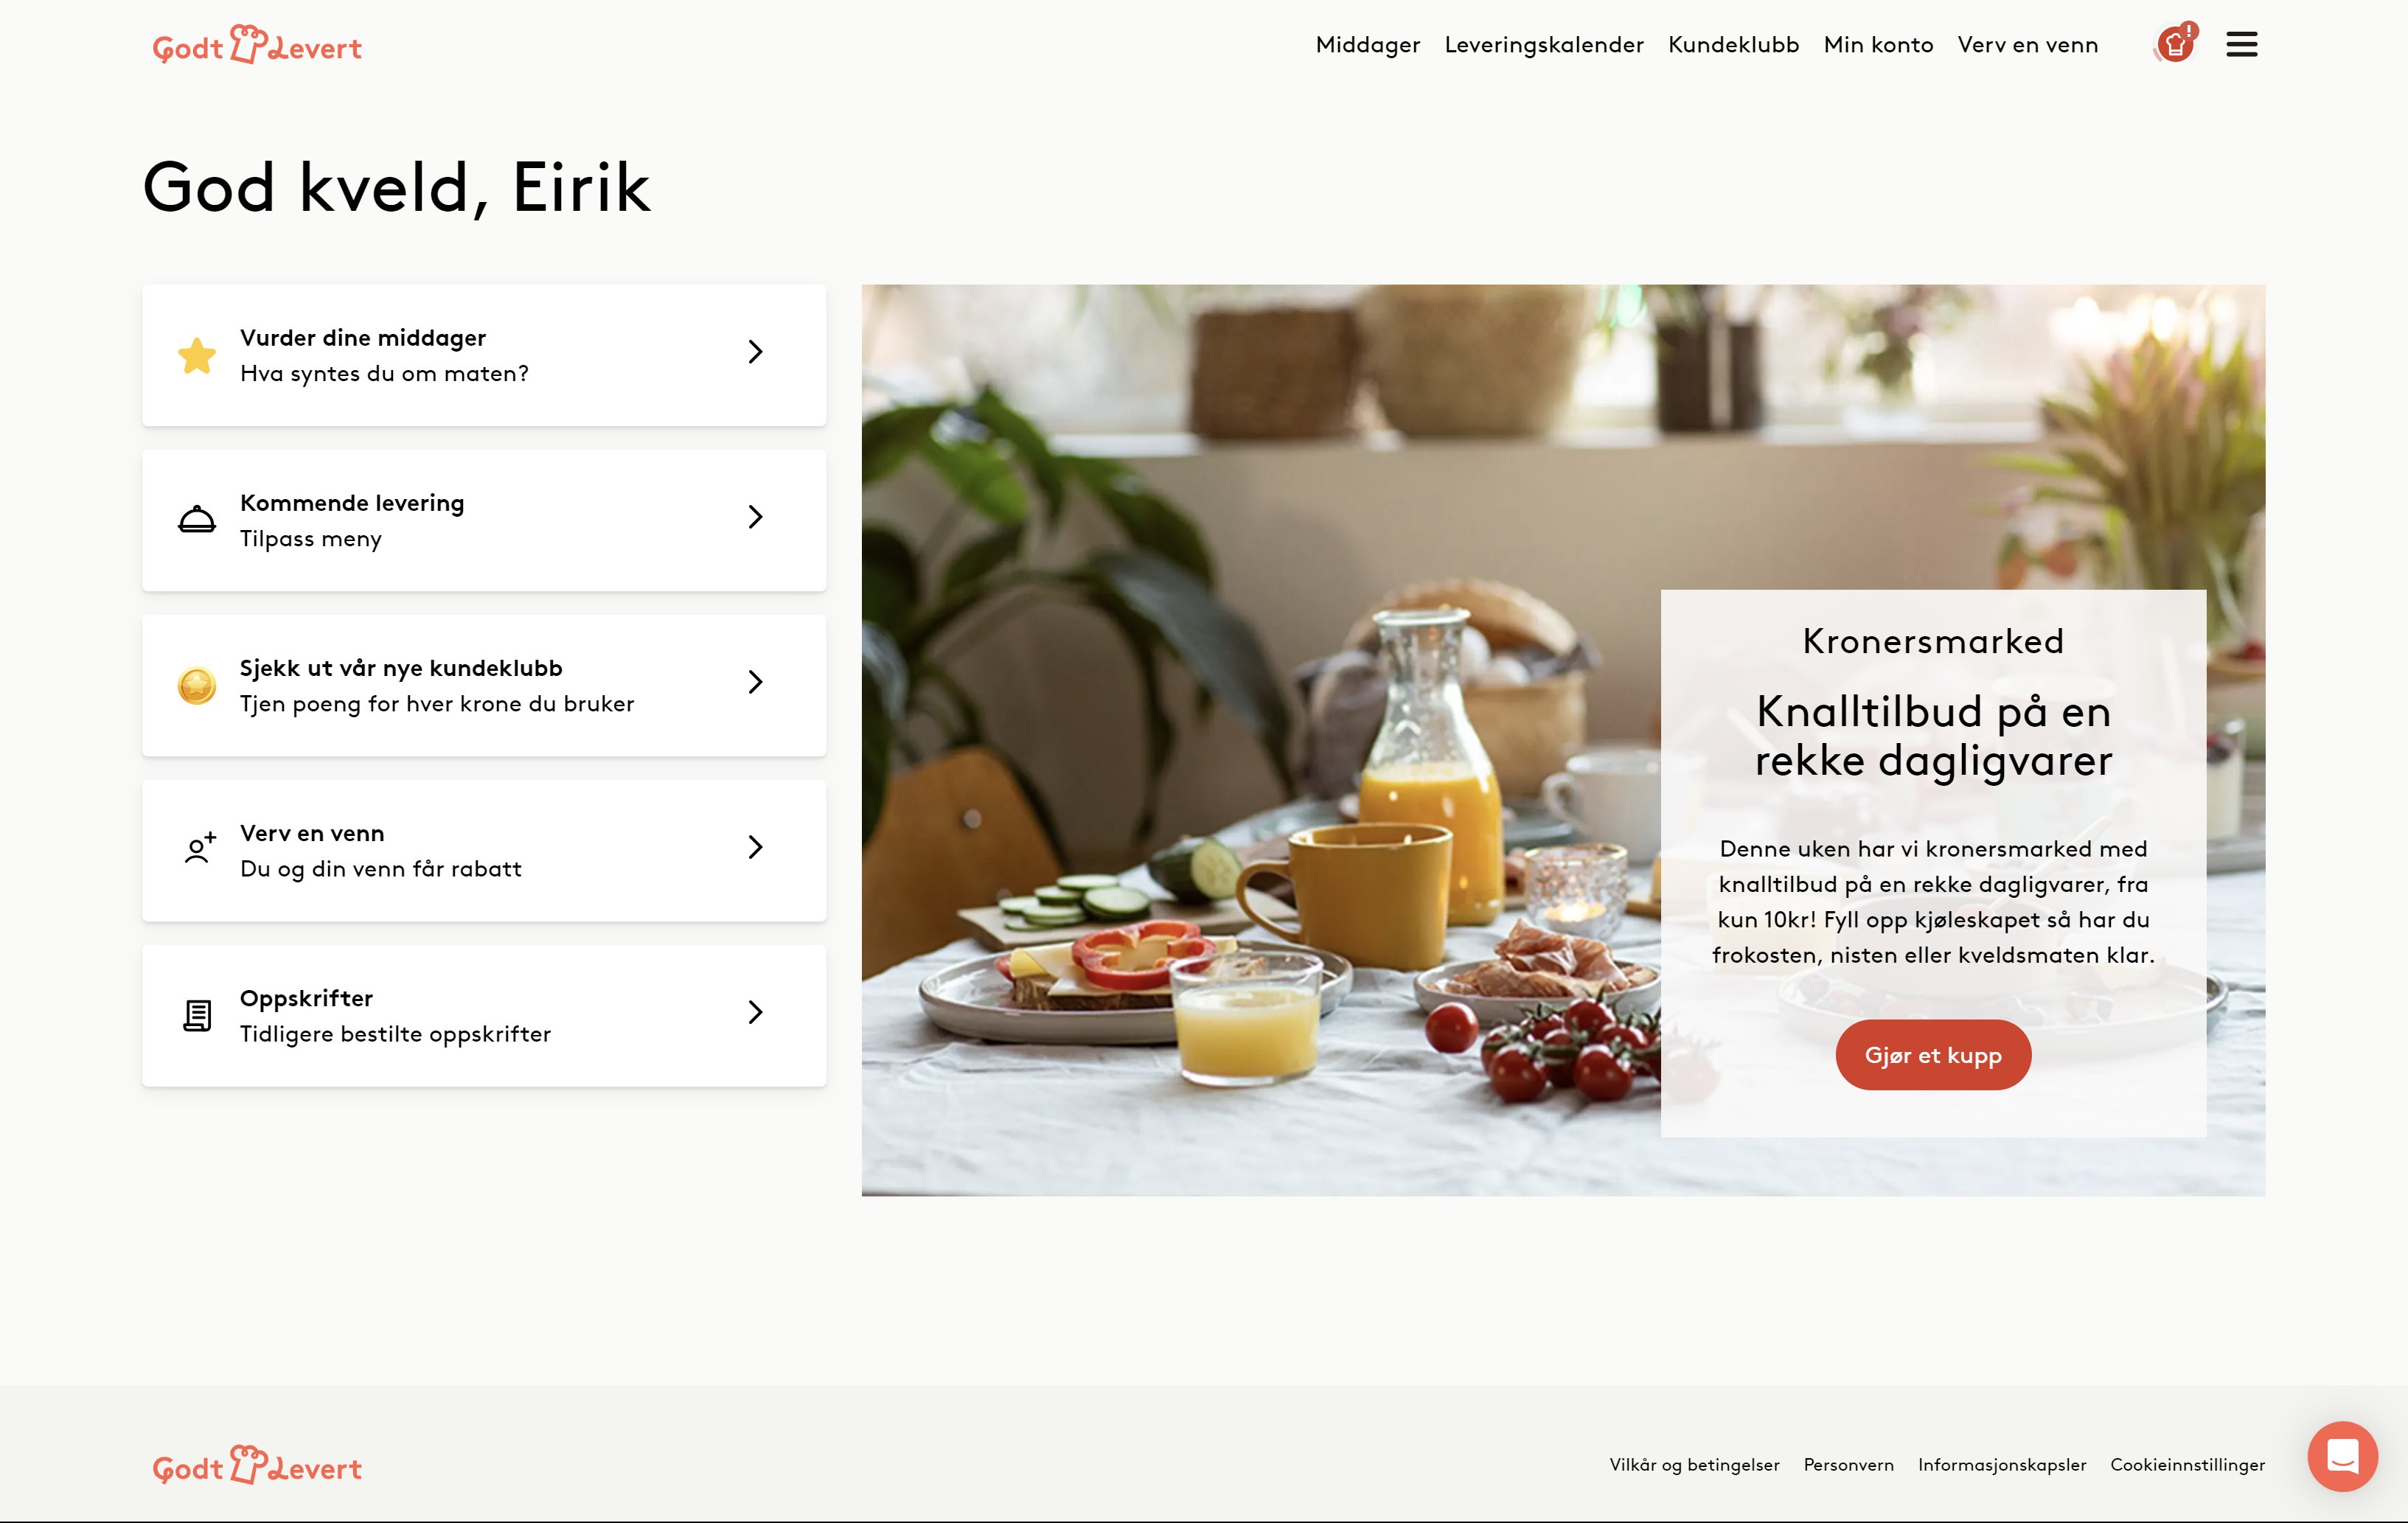 Godt Levert
Middager
Leveringskalender
Kundeklubb
Min konto
Verv en venn
!
God kveld, Eirik
Vurder dine middager
Hva syntes du om maten?
Kommende levering
Tilpass meny
Sjekk ut vår nye kundeklubb
Tjen poeng for hver krone du bruker
Verv en venn
Du og din venn får rabatt
Oppskrifter
Tidligere bestilte oppskrifter
Kronersmarked
Knalltilbud på en
rekke dagligvarer
Denne uken har vi kronersmarked med
knalltilbud på en rekke dagligvarer, fra
kun 10kr! Fyll opp kjøleskapet så har du
frokosten, nisten eller kveldsmaten klar.
Gjør et kupp
Godt Levert
Vilkår og betingelser
Personvern
Informasjonskapsler
Cookieinnstillinger